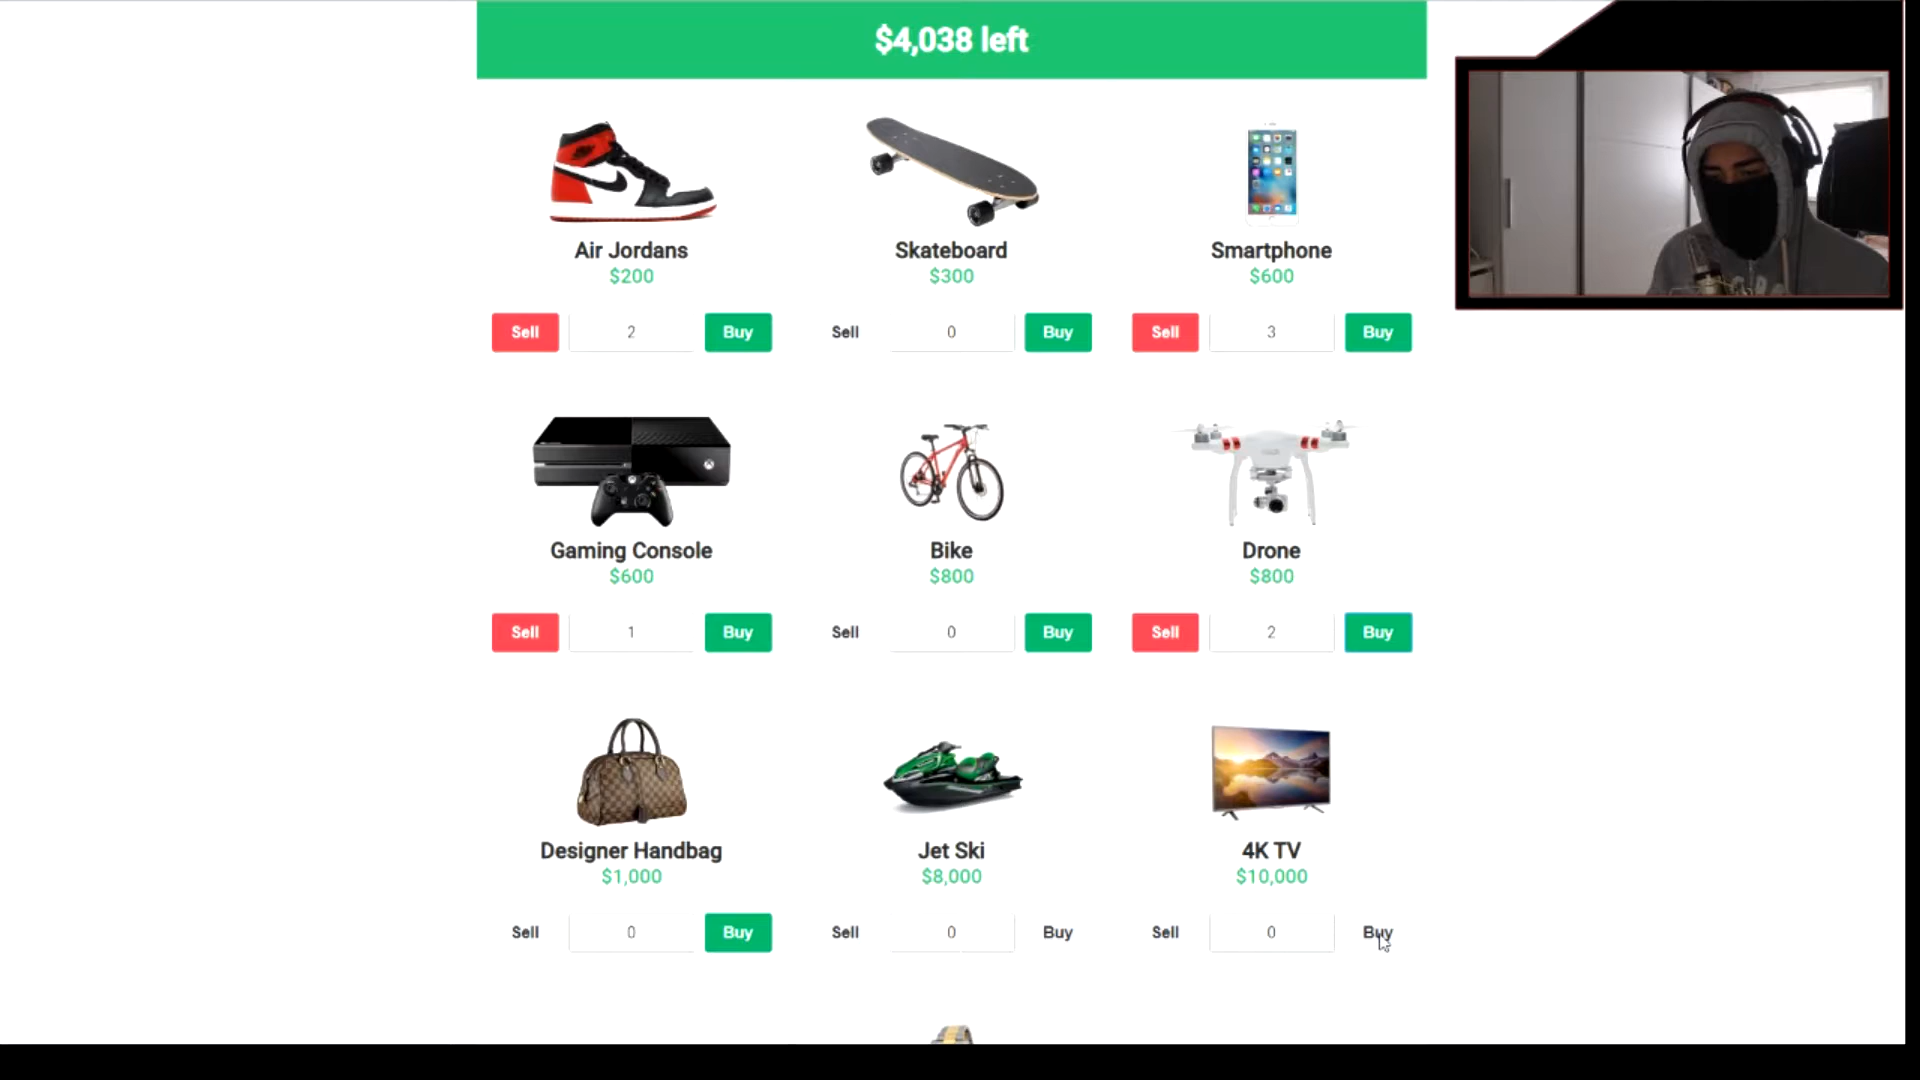 $4,038 left
Air Jordans
$200
Sell 2 Buy
Skateboard
$300
Sell 0 Buy
Smartphone
$600
Sell 3 Buy
Gaming Console
$600
Sell 1 Buy
Bike
$800
Sell 0 Buy
Drone
$800
Sell 2 Buy
Designer Handbag
$1,000
Sell 0 Buy
Jet Ski
$8,000
Sell 0 Buy
4K TV
$10,000
Sell 0 Buy